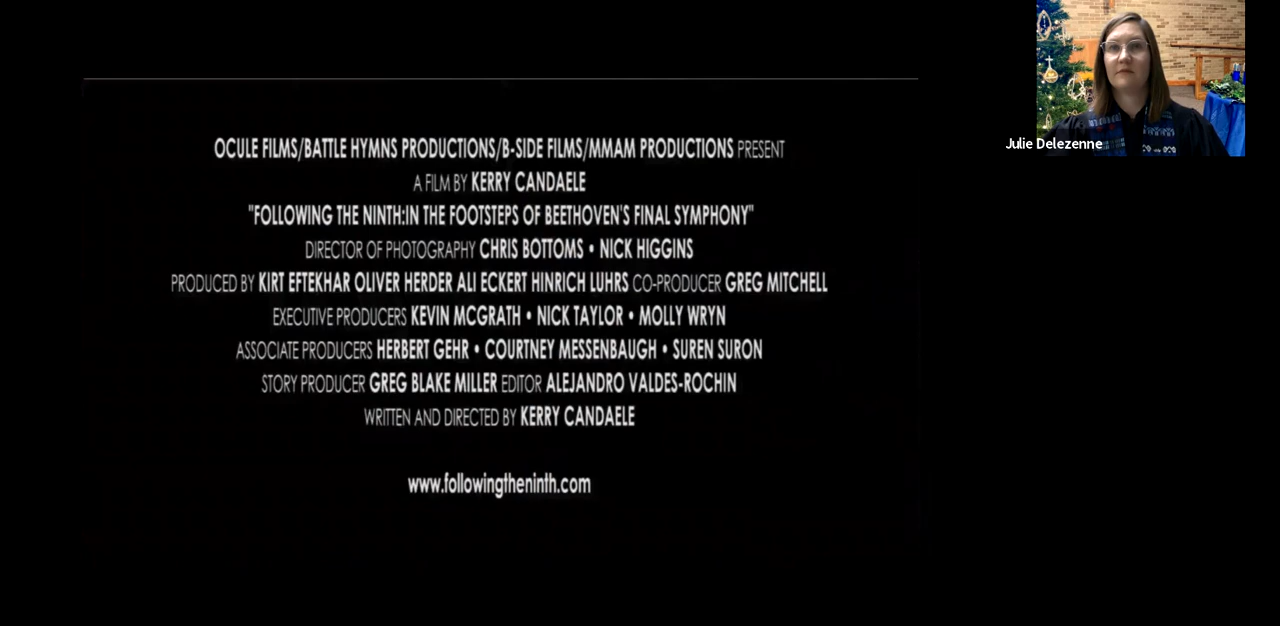 OCULE FILMS/BATTLE HYMNS PRODUCTIONS/B-SIDE FILMS/MMAM PRODUCTIONS PRESENT
A FILM BY KERRY CANDAELE
"FOLLOWING THE NINTH:IN THE FOOTSTEPS OF BEETHOVEN'S FINAL SYMPHONY"
DIRECTOR OF PHOTOGRAPHY CHRIS BOTTOMS • NICK HIGGINS
PRODUCED BY KIRT EFTEKHAR OLIVER HERDER ALI ECKERT HINRICH LUHRS CO-PRODUCER GREG MITCHELL
EXECUTIVE PRODUCERS KEVIN MCGRATH • NICK TAYLOR • MOLLY WRYN
ASSOCIATE PRODUCERS HERBERT GEHR • COURTNEY MESSENBAUGH • SUREN SURON
STORY PRODUCER GREG BLAKE MILLER EDITOR ALEJANDRO VALDES-ROCHIN
WRITTEN AND DIRECTED BY KERRY CANDAELE
www.followingtheninth.com
Julie Delezenne